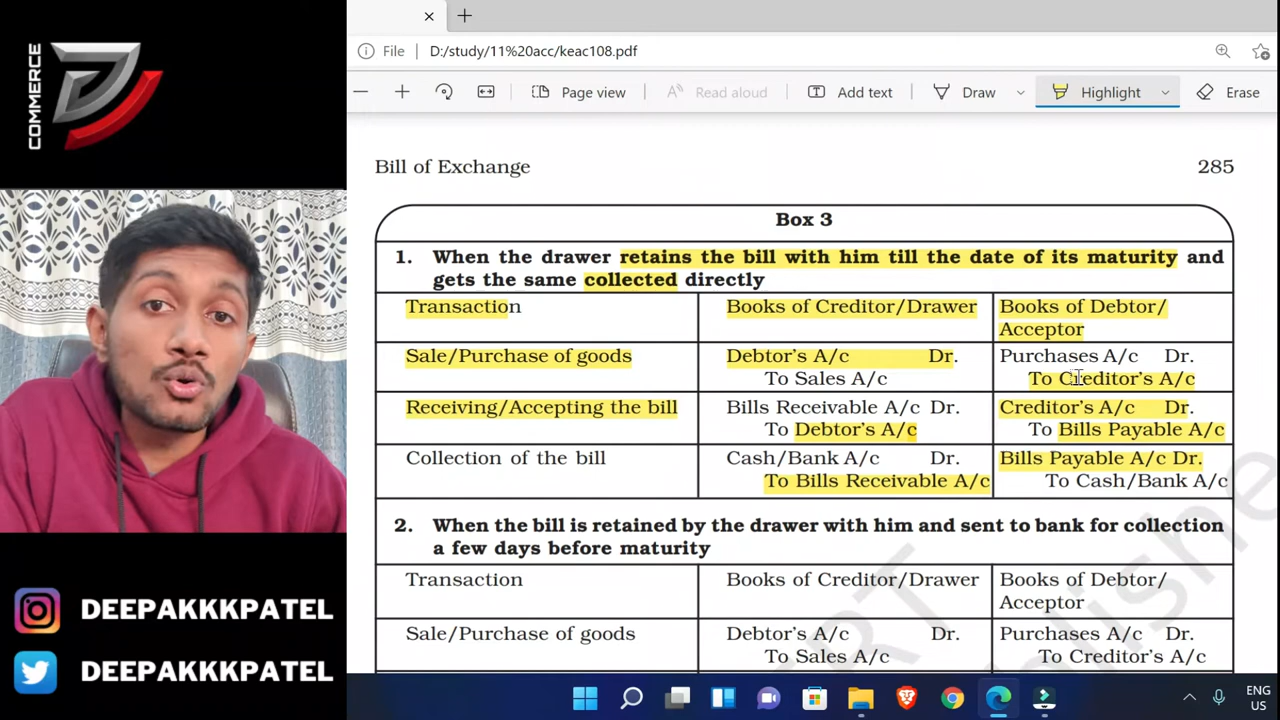 COMMERCE
File D:/study/11%20acc/keac108.pdf
Page view Read aloud Add text Draw Highlight Erase
Bill of Exchange 285
Box 3
1. When the drawer retains the bill with him till the date of its maturity and
gets the same collected directly
Transaction Books of Creditor/Drawer Books of Debtor/
Acceptor
Sale/Purchase of goods Debtor's A/c Dr. Purchases A/c Dr.
To Sales A/c To Creditor's A/c
Receiving/Accepting the bill Bills Receivable A/c Dr. Creditor's A/c Dr.
To Debtor's A/c To Bills Payable A/c
Collection of the bill Cash/Bank A/c Dr. Bills Payable A/c Dr.
To Bills Receivable A/c To Cash/Bank A/c
2. When the bill is retained by the drawer with him and sent to bank for collection
a few days before maturity
Transaction Books of Creditor/Drawer Books of Debtor/
Acceptor
Sale/Purchase of goods Debtor's A/c Dr. Purchases A/c Dr.
To Sales A/c To Creditor's A/c
DEEPAKKKPATEL
DEEPAKKKPATEL
ENG
US